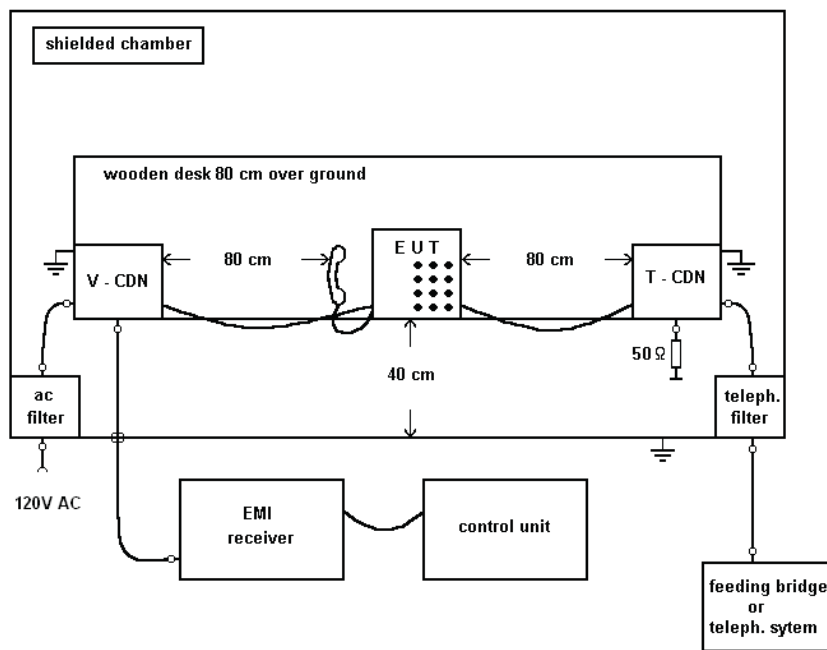 shielded chamber
wooden desk 80 cm over ground
E U T
80 cm
80 cm
V - CDN
T - CDN
50 Ω
40 cm
ac
filter
teleph.
filter
120V AC
EMI
receiver
control unit
feeding bridge
or
teleph. sytem